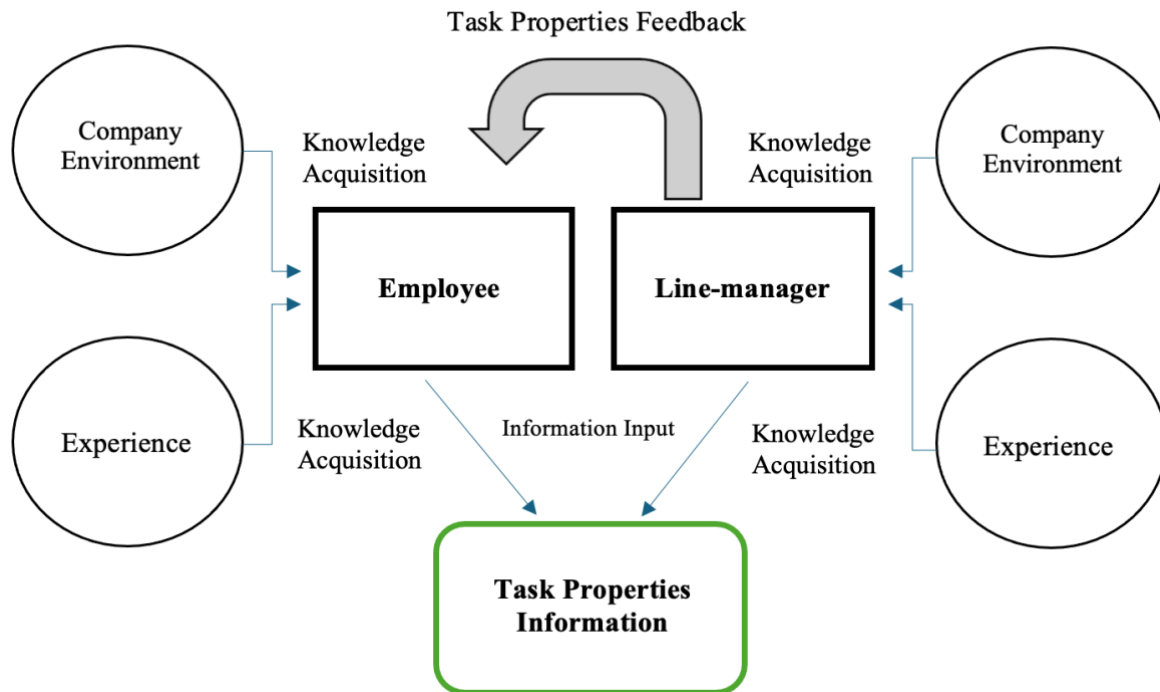 Task Properties Feedback
Company
Environment
Knowledge
Acquisition
Knowledge
Acquisition
Company
Environment
Employee
Line-manager
Experience
Knowledge
Acquisition
Information Input
Knowledge
Acquisition
Experience
Task Properties
Information